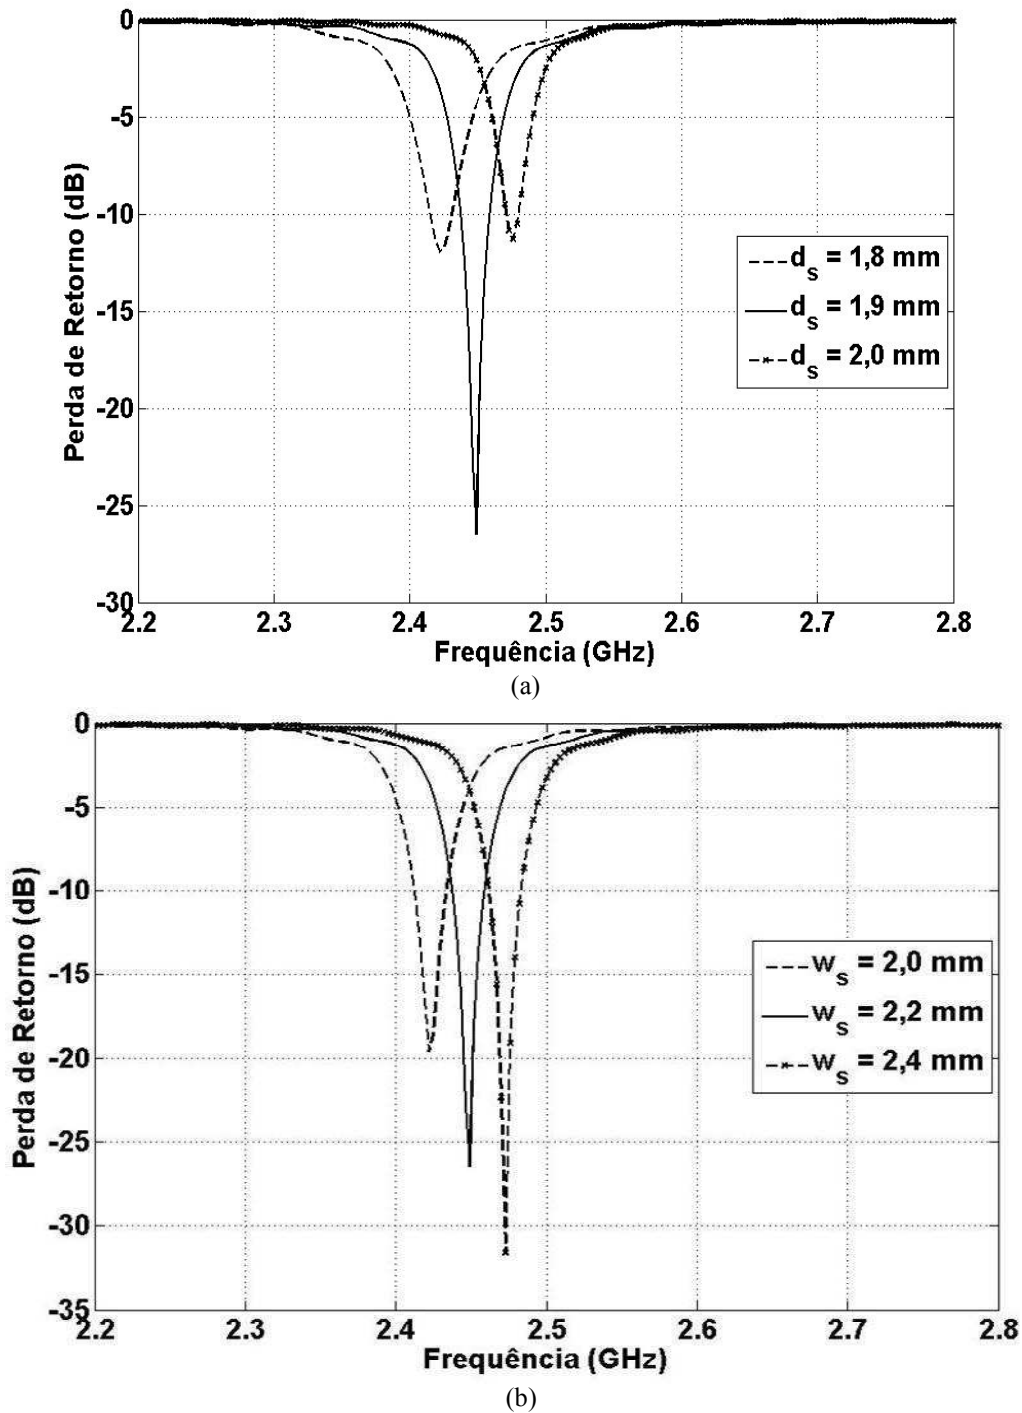 0
-5
-10
-15
-20
-25
-30
Perda de Retorno (dB)
d_s = 1,8 mm
d_s = 1,9 mm
d_s = 2,0 mm
2.2 2.3 2.4 2.5 2.6 2.7 2.8
Frequência (GHz)
(a)
0
-5
-10
-15
-20
-25
-30
-35
Perda de Retorno (dB)
w_s = 2,0 mm
w_s = 2,2 mm
w_s = 2,4 mm
2.2 2.3 2.4 2.5 2.6 2.7 2.8
Frequência (GHz)
(b)